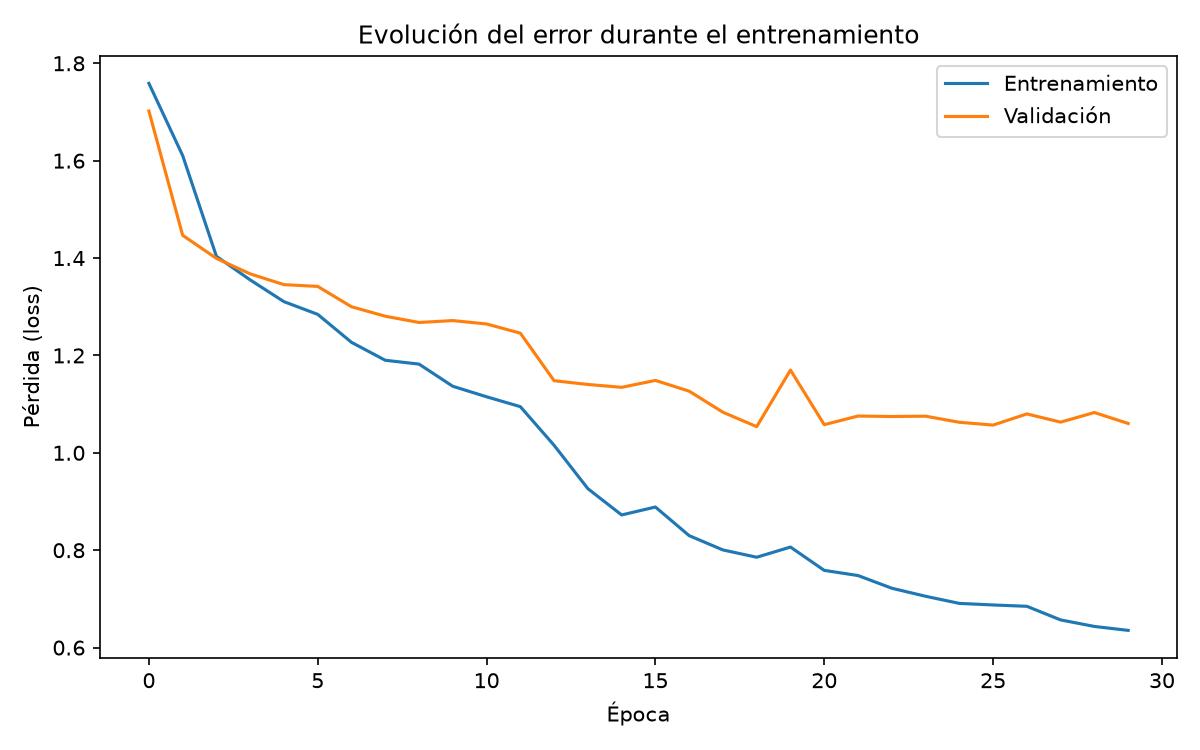 Evolución del error durante el entrenamiento
Entrenamiento
Validación
Pérdida (loss)
1.8
1.6
1.4
1.2
1.0
0.8
0.6
0 5 10 15 20 25 30
Época